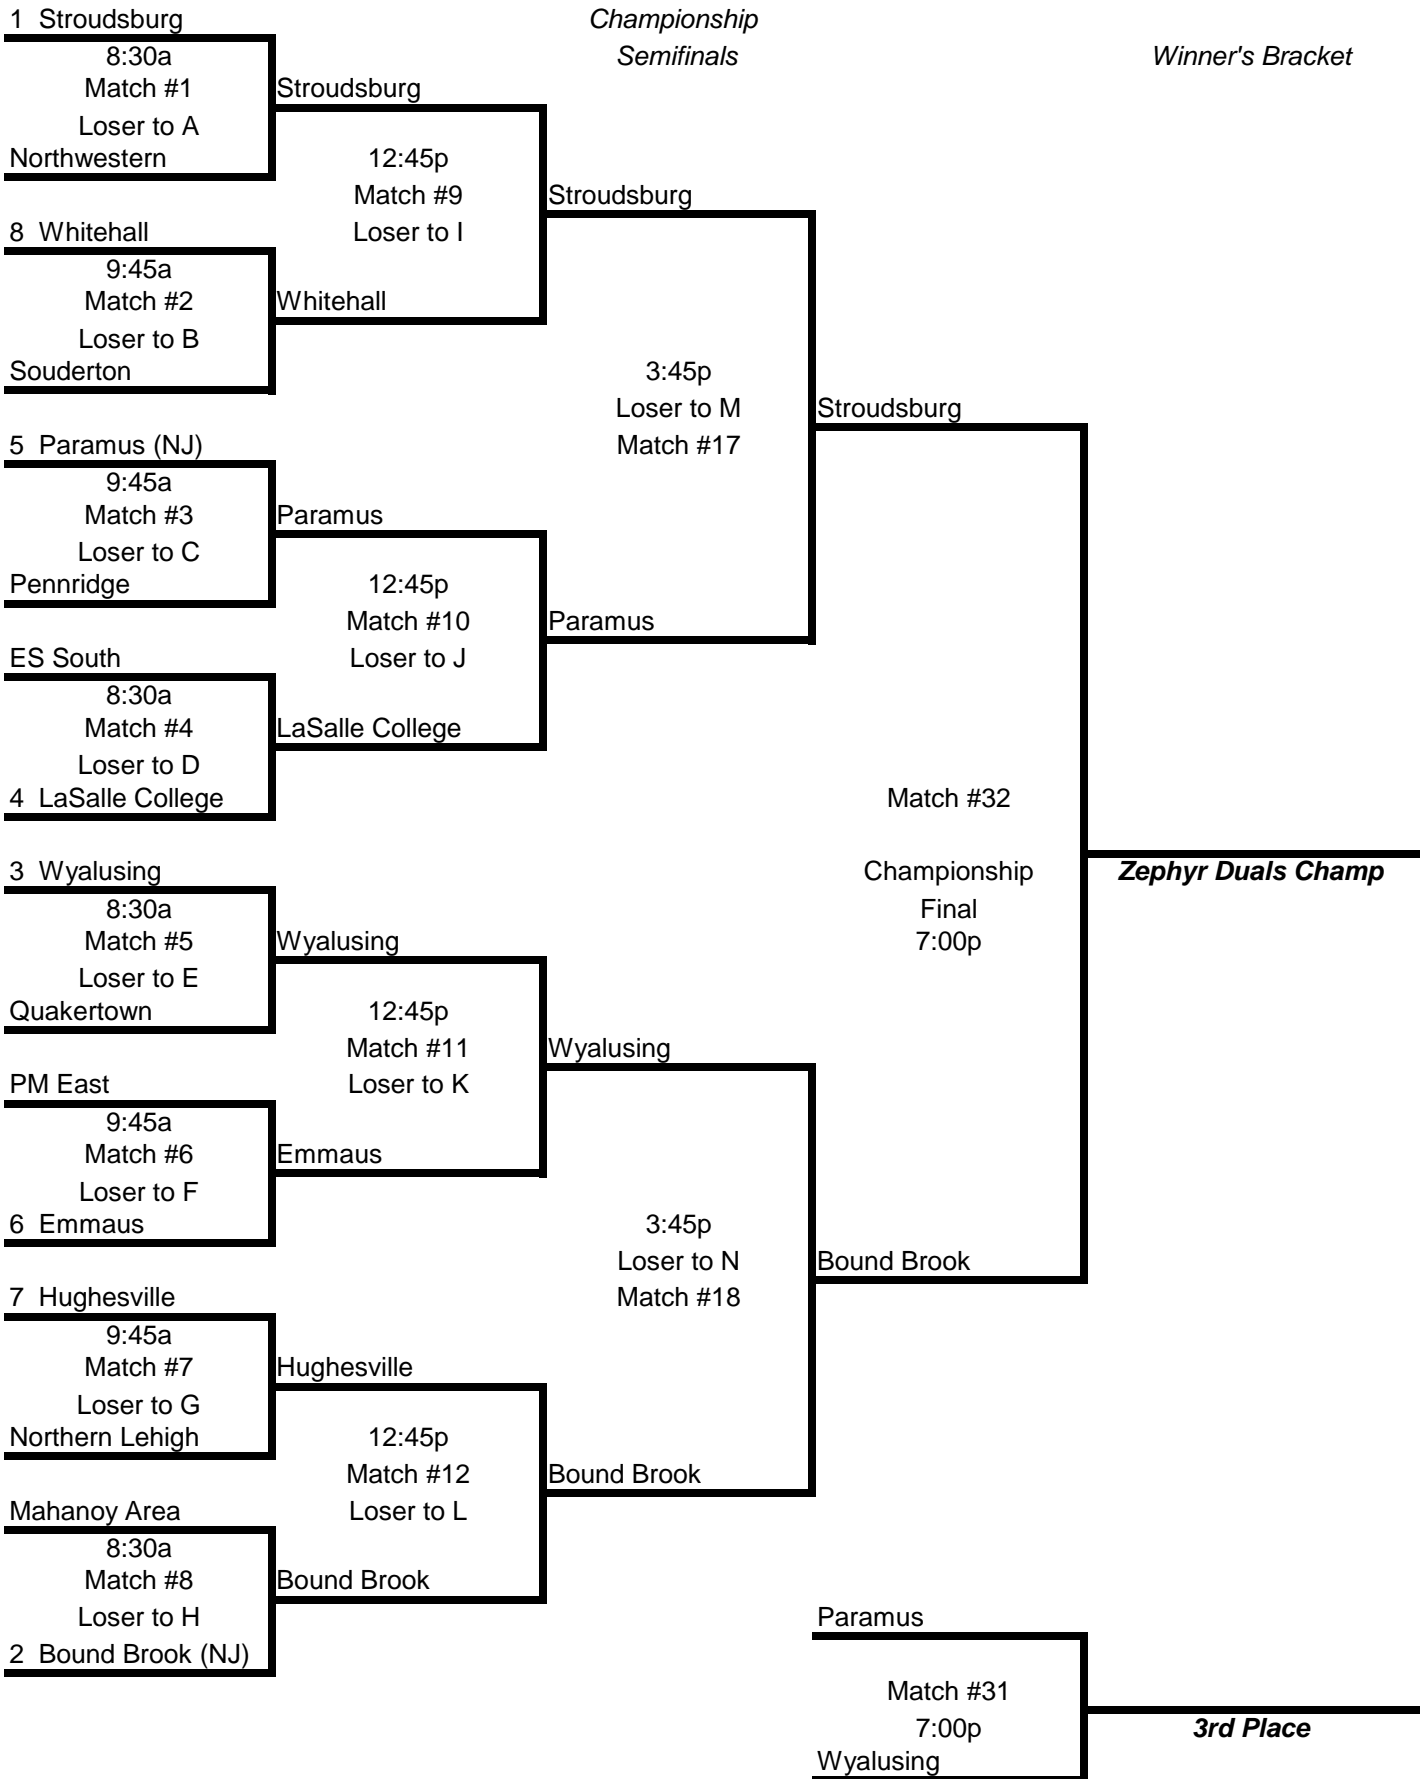 1 Stroudsburg
Championship
8:30a
Semifinals
Winner's Bracket
Match #1
Stroudsburg
Loser to A
Northwestern
12:45p
Match #9
Stroudsburg
8 Whitehall
Loser to I
9:45a
Match #2
Whitehall
Loser to B
Souderton
3:45p
Loser to M
Stroudsburg
5 Paramus (NJ)
Match #17
9:45a
Match #3
Paramus
Loser to C
Pennridge
12:45p
Match #10
Paramus
ES South
Loser to J
8:30a
Match #4
LaSalle College
Loser to D
4 LaSalle College
Match #32
3 Wyalusing
Championship
Zephyr Duals Champ
8:30a
Final
Match #5
Wyalusing
7:00p
Loser to E
Quakertown
12:45p
Match #11
Wyalusing
PM East
Loser to K
9:45a
Match #6
Emmaus
Loser to F
6 Emmaus
3:45p
Loser to N
Bound Brook
7 Hughesville
Match #18
9:45a
Match #7
Hughesville
Loser to G
Northern Lehigh
12:45p
Match #12
Bound Brook
Mahanoy Area
Loser to L
8:30a
Match #8
Bound Brook
Loser to H
Paramus
2 Bound Brook (NJ)
Match #31
7:00p
3rd Place
Wyalusing